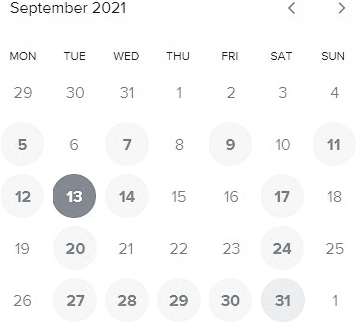 September 2021
MON TUE WED THU FRI SAT SUN
29 30 31 1 2 3 4
5 6 7 8 9 10 11
12 13 14 15 16 17 18
19 20 21 22 23 24 25
26 27 28 29 30 31 1